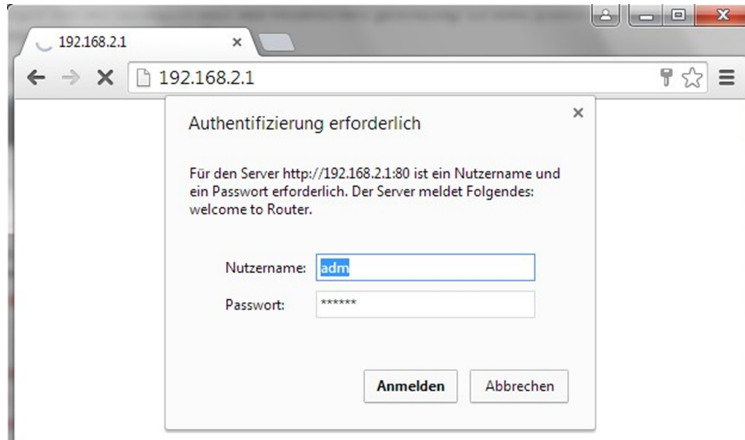 192.168.2.1
192.168.2.1
Authentifizierung erforderlich
Für den Server http://192.168.2.1:80 ist ein Nutzername und
ein Passwort erforderlich. Der Server meldet Folgendes:
welcome to Router.
Nutzername: adm
Passwort: ******
Anmelden Abbrechen